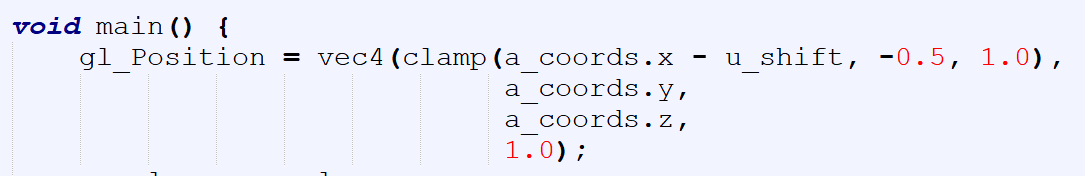 void main() {
gl_Position = vec4(clamp(a_coords.x - u_shift, -0.5, 1.0),
a_coords.y,
a_coords.z,
1.0);